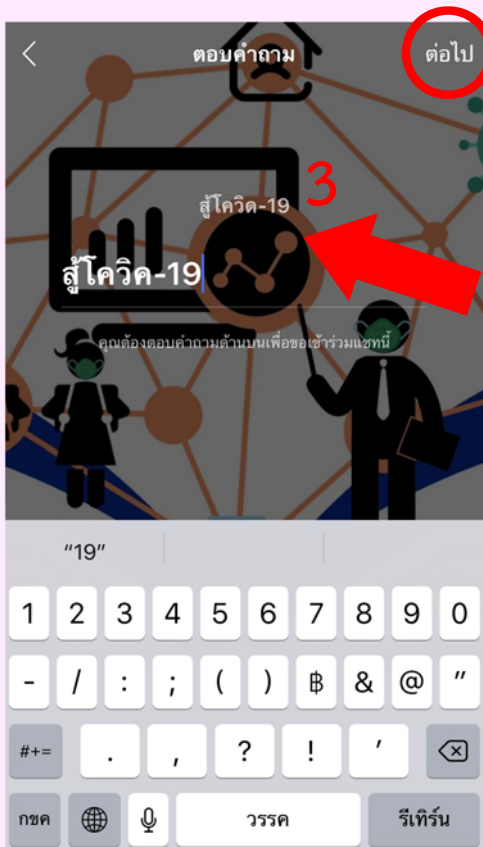 ตอบคำถาม
ต่อไป
สู้โควิด-19
3
สู้โควิค-19
คุณต้องตอบคำถามด้านบนเพื่อขอเข้าร่วมแชทนี้
"19"
1 2 3 4 5 6 7 8 9 0
- / : ; ( ) ฿ & @ "
#+= . , ? ! '
กขค วรรค รีเทิร์น